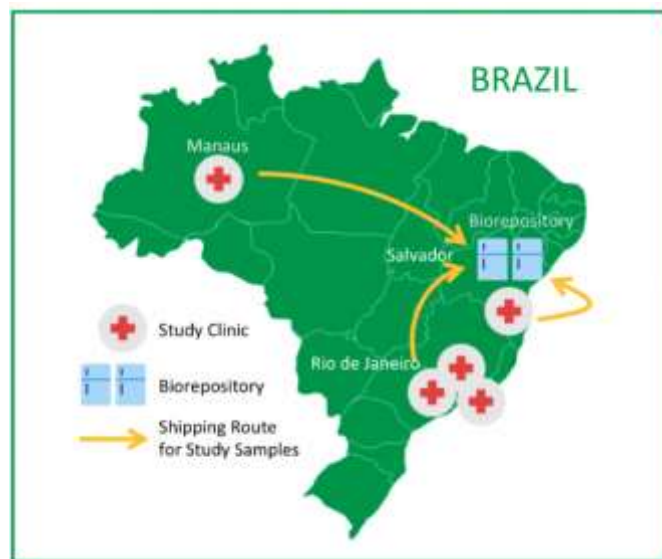 BRAZIL
Manaus
Biorepository
Salvador
Study Clinic
Rio de Janeiro
Biorepository
Shipping Route
for Study Samples